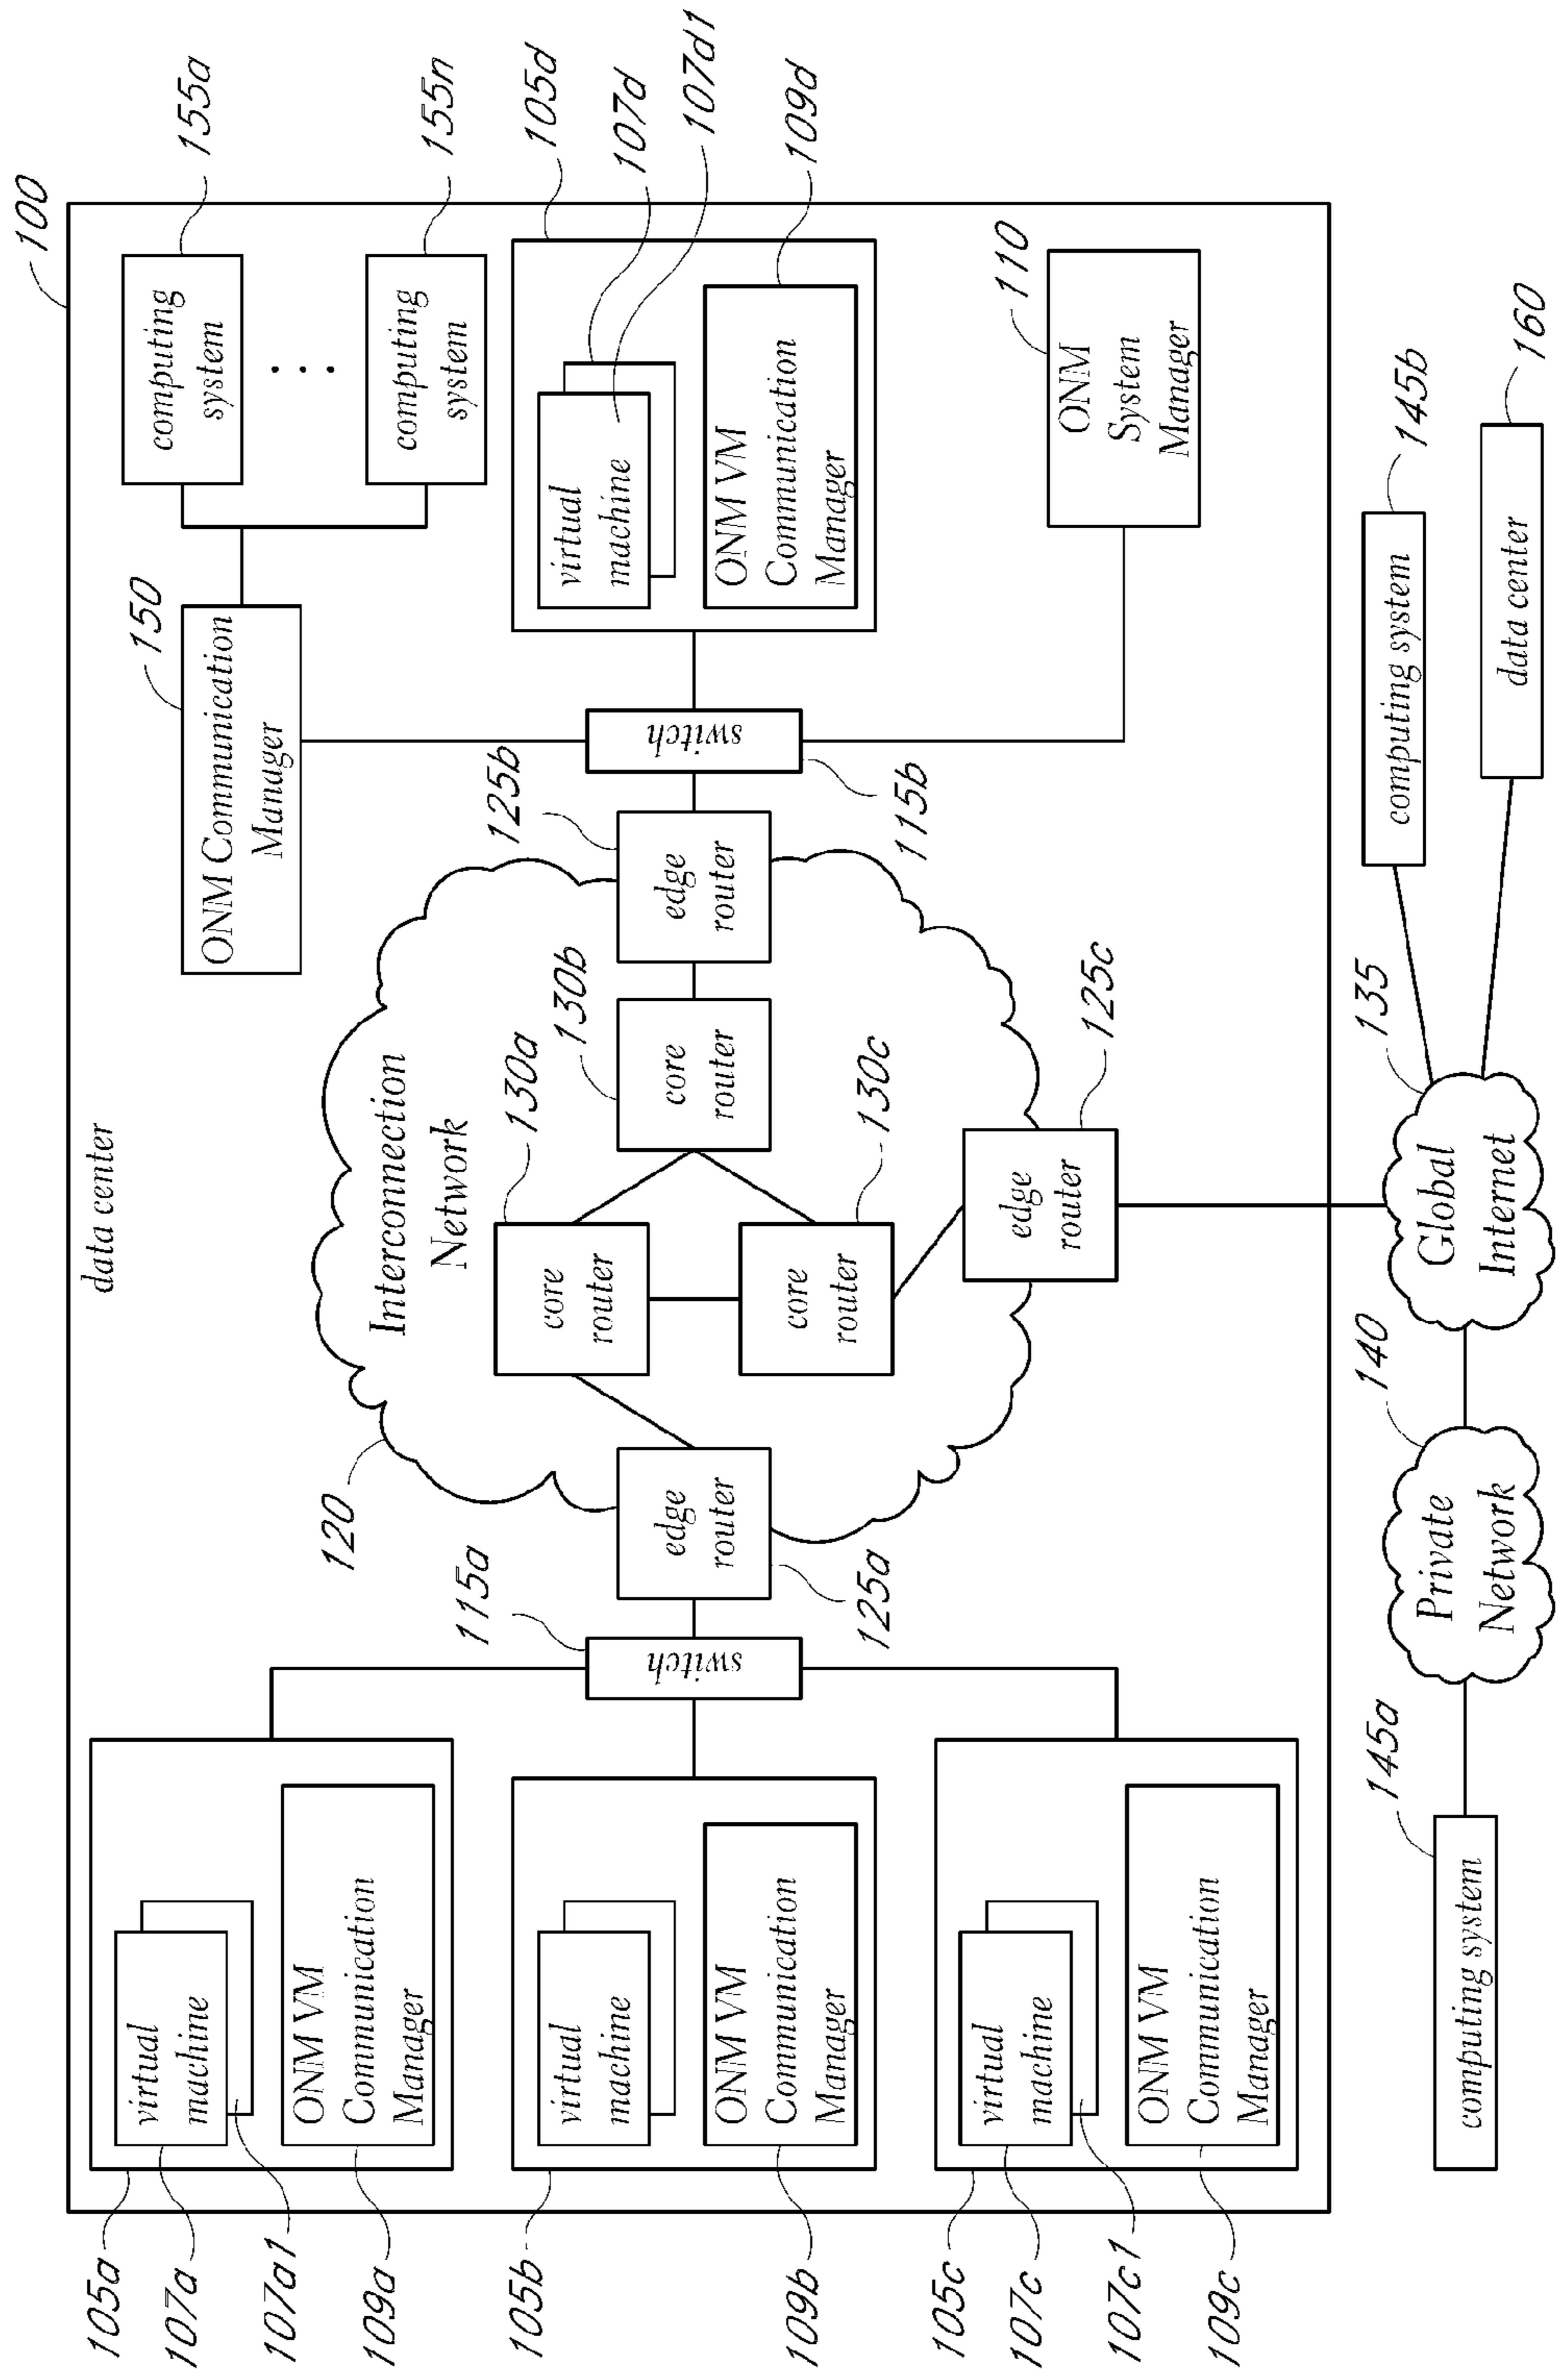 100
data center
105a
107a
107a1
109a
virtual
machine
ONM VM
Communication
Manager
105b
109b
virtual
machine
ONM VM
Communication
Manager
105c
107c
107c1
109c
virtual
machine
ONM VM
Communication
Manager
115a
switch
120
Interconnection
Network
125a
edge
router
130a
core
router
130b
core
router
130c
core
router
125b
edge
router
125c
edge
router
115b
switch
150
ONM Communication
Manager
155a
computing
system
155n
computing
system
105d
107d
107d1
109d
virtual
machine
ONM VM
Communication
Manager
110
ONM
System
Manager
145a
computing system
140
Private
Network
135
Global
Internet
145b
computing system
160
data center